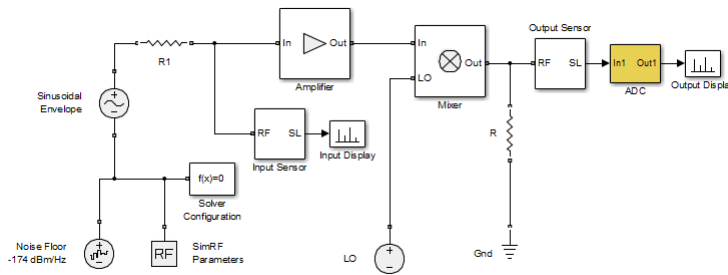 Output Sensor
R1
In
Out
Amplifier
In
LO
Out
Mixer
RF
SL
In1
Out1
ADC
Output Displa
Sinusoidal
Envelope
RF
SL
Input Sensor
Input Display
R
f(x)=0
Solver
Configuration
Noise Floor
-174 dBm/Hz
RF
SimRF
Parameters
LO
Gnd